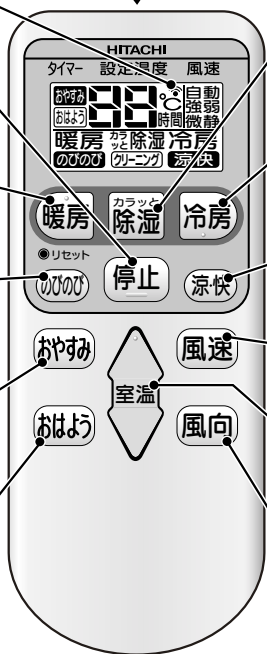 HITACHI
タイマー 設定温度 風速
おやすみ 88 ℃ 自動
強弱
おはよう 時間 微静
暖房 カラッと除湿 冷房
のびのび クリーニング 涼快
暖房 カラッと除湿 冷房
リセット
のびのび 停止 涼快
おやすみ 風速
室温
おはよう 風向